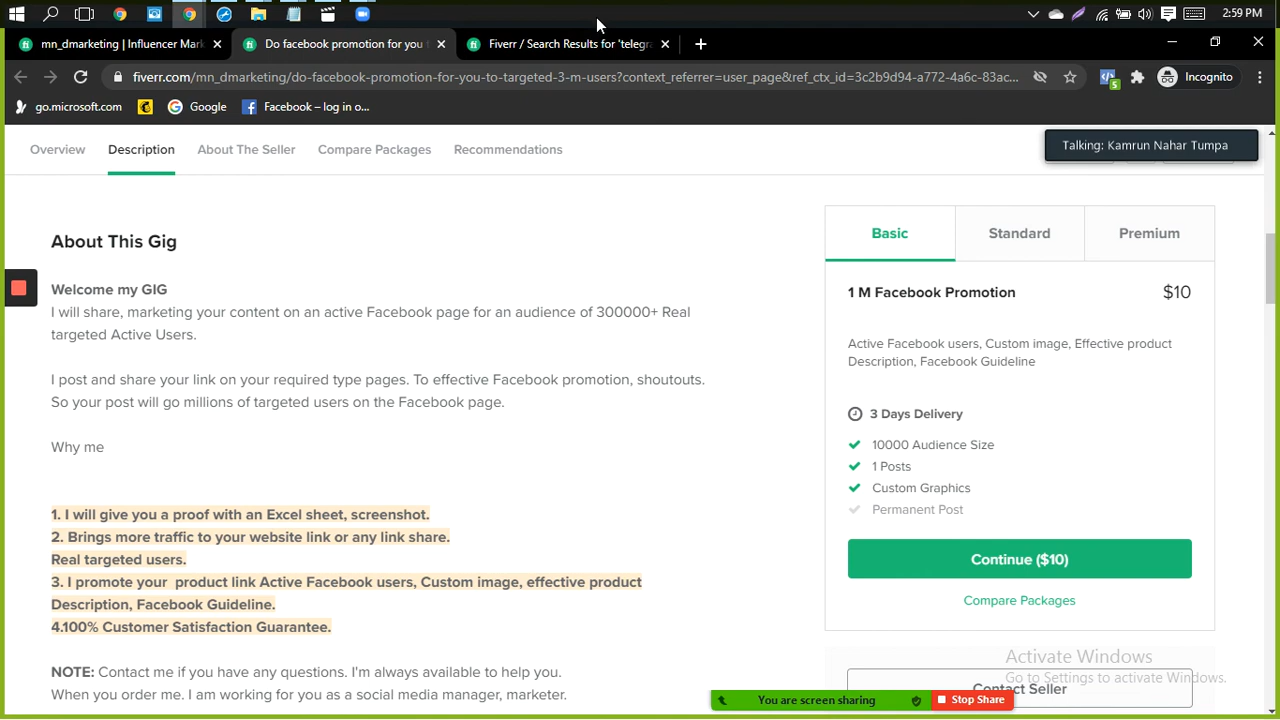 2:59 PM
mn_dmarketing | Influencer Mark
Do facebook promotion for you t
Fiverr / Search Results for 'telegra
fiverr.com/mn_dmarketing/do-facebook-promotion-for-you-to-targeted-3-m-users?context_referrer=user_page&ref_ctx_id=3c2b9d94-a772-4a6c-83ac...
Incognito
go.microsoft.com
Google
Facebook – log in o...
Overview
Description
About The Seller
Compare Packages
Recommendations
Talking: Kamrun Nahar Tumpa
About This Gig
Welcome my GIG
I will share, marketing your content on an active Facebook page for an audience of 300000+ Real
targeted Active Users.
I post and share your link on your required type pages. To effective Facebook promotion, shoutouts.
So your post will go millions of targeted users on the Facebook page.
Why me
1. I will give you a proof with an Excel sheet, screenshot.
2. Brings more traffic to your website link or any link share.
Real targeted users.
3. I promote your product link Active Facebook users, Custom image, effective product
Description, Facebook Guideline.
4.100% Customer Satisfaction Guarantee.
NOTE: Contact me if you have any questions. I'm always available to help you.
When you order me. I am working for you as a social media manager, marketer.
Basic
Standard
Premium
1 M Facebook Promotion
$10
Active Facebook users, Custom image, Effective product
Description, Facebook Guideline
3 Days Delivery
10000 Audience Size
1 Posts
Custom Graphics
Permanent Post
Continue ($10)
Compare Packages
Activate Windows
Go to Settings to activate Windows.
Contact Seller
You are screen sharing
Stop Share